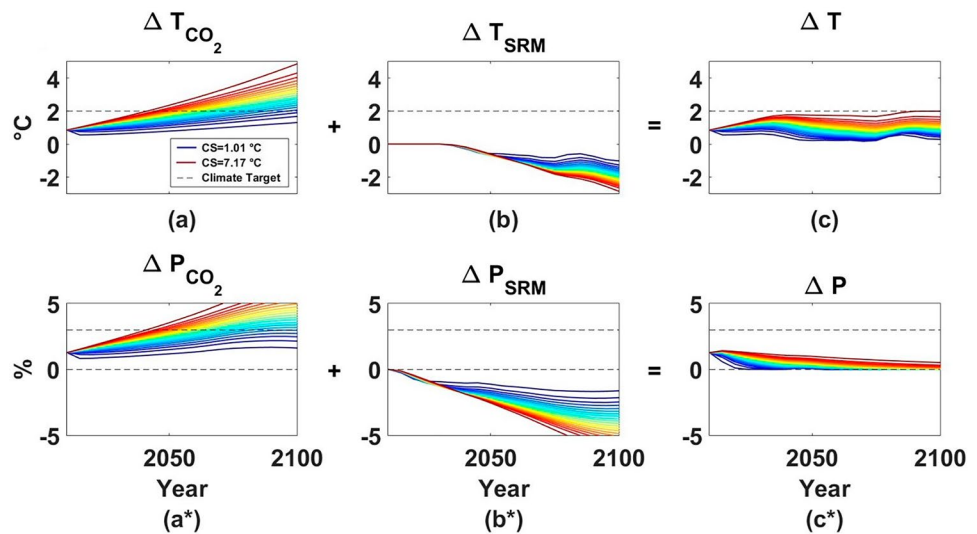 Δ T_CO2
Δ T_SRM
Δ T
4
2
0
-2
°C
CS=1.01 ºC
CS=7.17 ºC
Climate Target
+
4
2
0
-2
=
4
2
0
-2
(a)
(b)
(c)
Δ P_CO2
Δ P_SRM
Δ P
5
0
-5
%
+
5
0
-5
=
5
0
-5
2050 2100
2050 2100
2050 2100
Year
Year
Year
(a*)
(b*)
(c*)